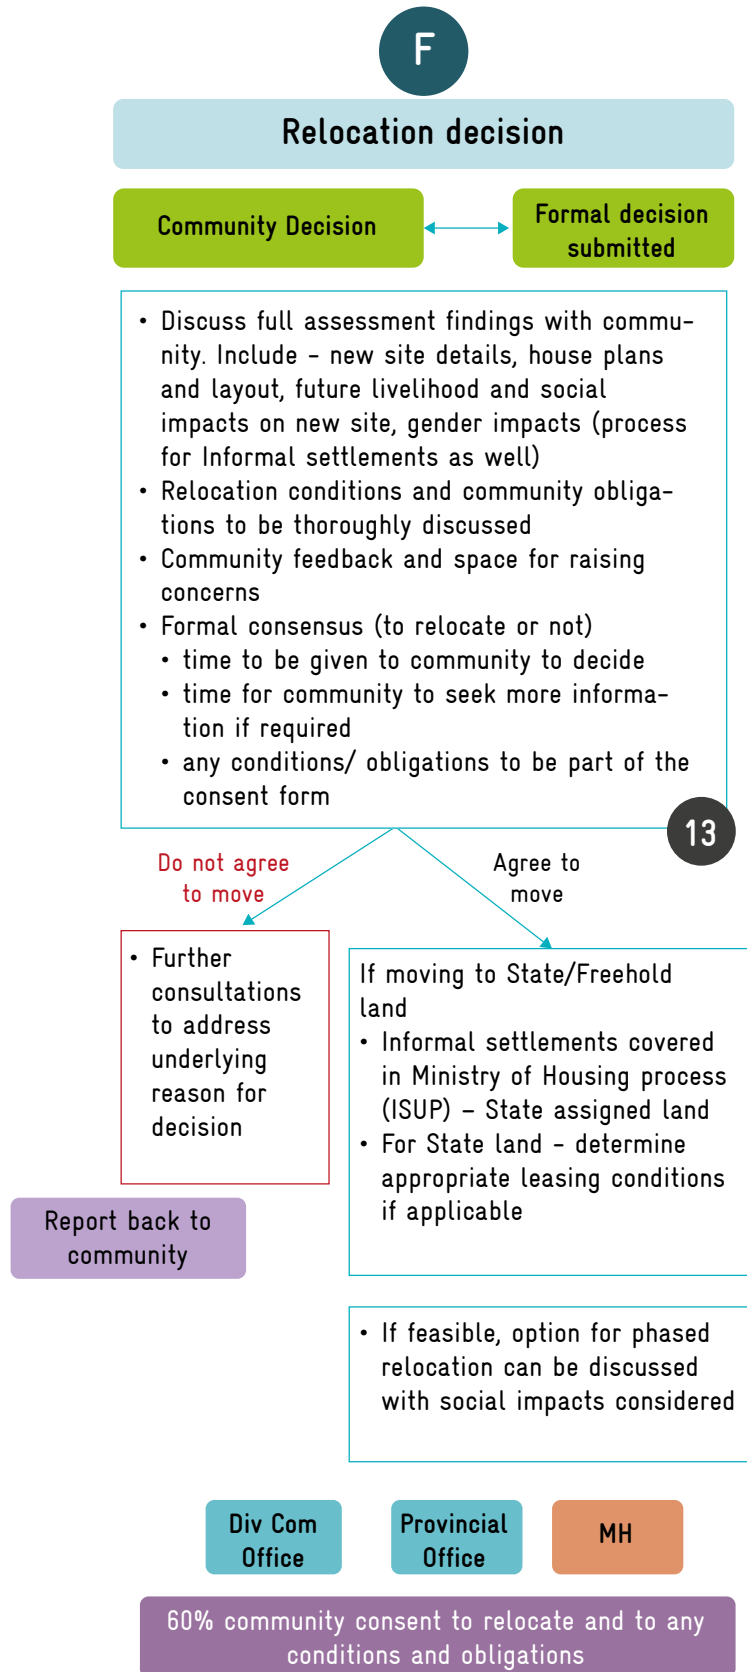 F
Relocation decision
Community Decision
Formal decision
submitted
• Discuss full assessment findings with commu-
nity. Include - new site details, house plans
and layout, future livelihood and social
impacts on new site, gender impacts (process
for Informal settlements as well)
• Relocation conditions and community obliga-
tions to be thoroughly discussed
• Community feedback and space for raising
concerns
• Formal consensus (to relocate or not)
• time to be given to community to decide
• time for community to seek more informa-
tion if required
• any conditions/ obligations to be part of the
consent form
13
Do not agree
to move
Agree to
move
• Further
consultations
to address
underlying
reason for
decision
If moving to State/Freehold
land
• Informal settlements covered
in Ministry of Housing process
(ISUP) – State assigned land
• For State land - determine
appropriate leasing conditions
if applicable
Report back to
community
• If feasible, option for phased
relocation can be discussed
with social impacts considered
Div Com
Office
Provincial
Office
MH
60% community consent to relocate and to any
conditions and obligations